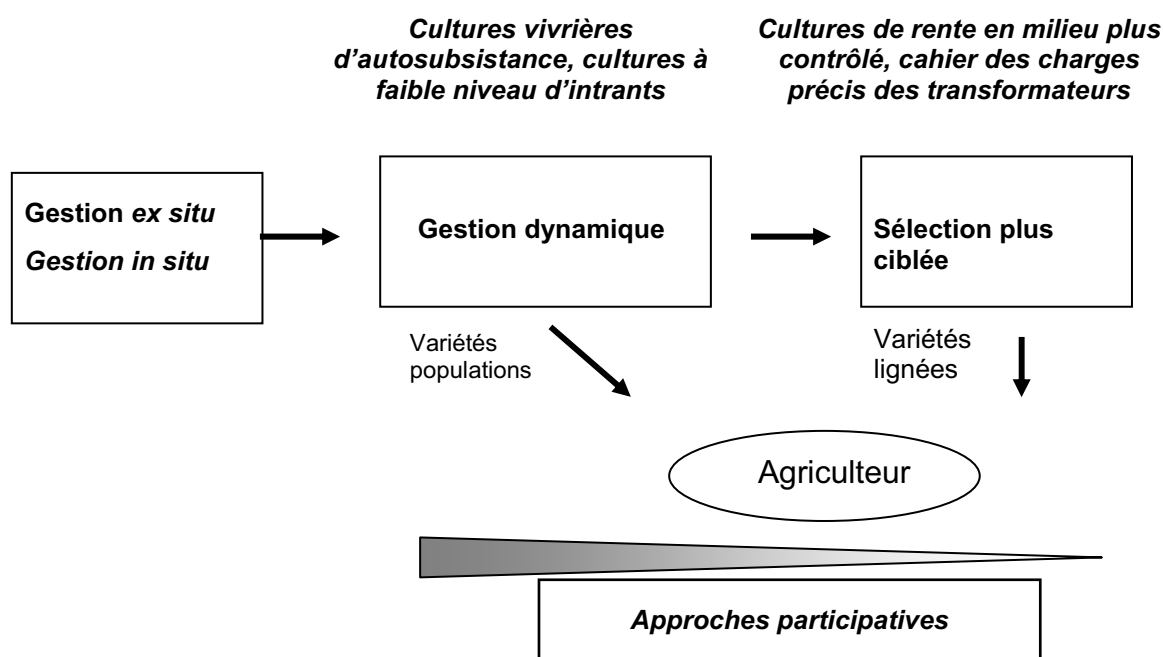 Cultures vivrières
d'autosubsistance, cultures à
faible niveau d'intrants
Cultures de rente en milieu plus
contrôlé, cahier des charges
précis des transformateurs
Gestion ex situ
Gestion in situ
Gestion dynamique
Sélection plus
ciblée
Variétés
populations
Variétés
lignées
Agriculteur
Approches participatives